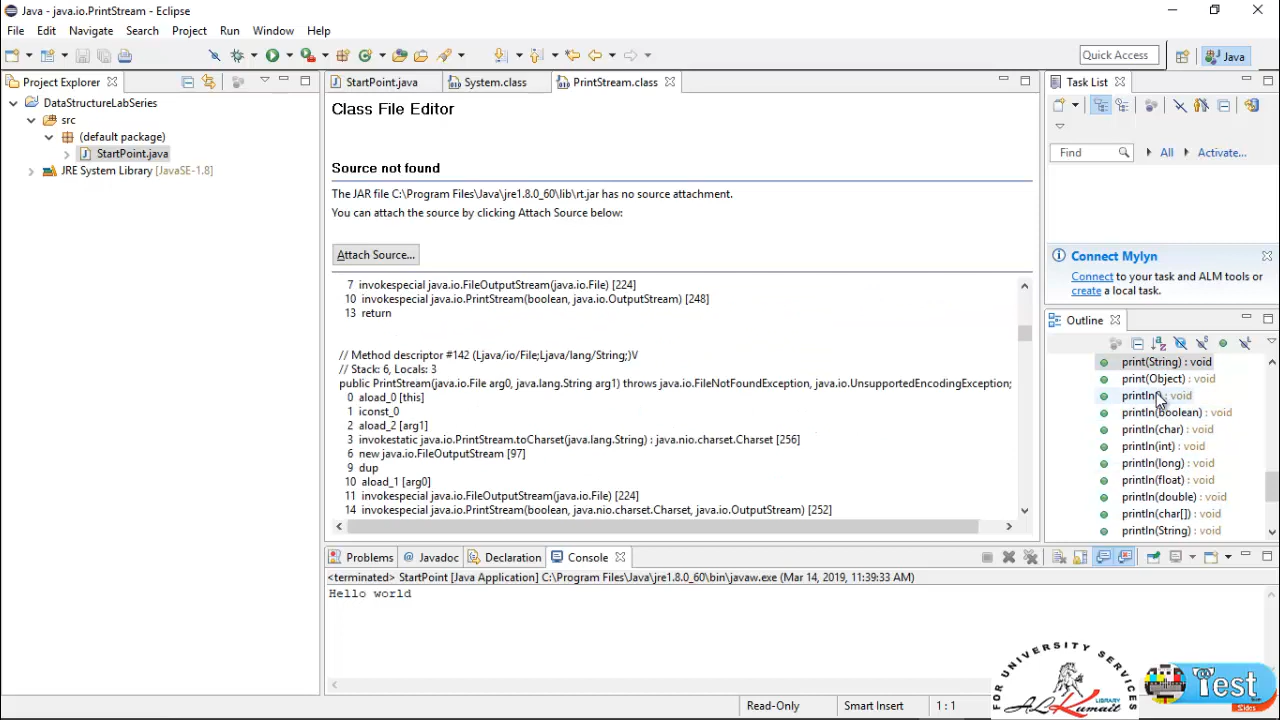 Java - java.io.PrintStream - Eclipse
File Edit Navigate Search Project Run Window Help
Quick Access
Java
Project Explorer
DataStructureLabSeries
src
(default package)
StartPoint.java
JRE System Library [JavaSE-1.8]
StartPoint.java System.class PrintStream.class
Class File Editor
Source not found
The JAR file C:\Program Files\Java\jre1.8.0_60\lib\rt.jar has no source attachment.
You can attach the source by clicking Attach Source below:
Attach Source...
7 invokespecial java.io.FileOutputStream(java.io.File) [224]
10 invokespecial java.io.PrintStream(boolean, java.io.OutputStream) [248]
13 return
// Method descriptor #142 (Ljava/io/File;Ljava/lang/String;)V
// Stack: 6, Locals: 3
public PrintStream(java.io.File arg0, java.lang.String arg1) throws java.io.FileNotFoundException, java.io.UnsupportedEncodingException;
0 aload_0 [this]
1 iconst_0
2 aload_2 [arg1]
3 invokestatic java.io.PrintStream.toCharset(java.lang.String) : java.nio.charset.Charset [256]
6 new java.io.FileOutputStream [97]
9 dup
10 aload_1 [arg0]
11 invokespecial java.io.FileOutputStream(java.io.File) [224]
14 invokespecial java.io.PrintStream(boolean, java.nio.charset.Charset, java.io.OutputStream) [252]
Task List
Find All Activate...
Connect Mylyn
Connect to your task and ALM tools or
create a local task.
Outline
print(String) : void
print(Object) : void
println() : void
println(boolean) : void
println(char) : void
println(int) : void
println(long) : void
println(float) : void
println(double) : void
println(char[]) : void
println(String) : void
Problems Javadoc Declaration Console
<terminated> StartPoint [Java Application] C:\Program Files\Java\jre1.8.0_60\bin\javaw.exe (Mar 14, 2019, 11:39:33 AM)
Hello world
Read-Only Smart Insert 1 : 1
FOR UNIVERSITY SERVICES
LIBRARY
AL Kumait
Test
Slides